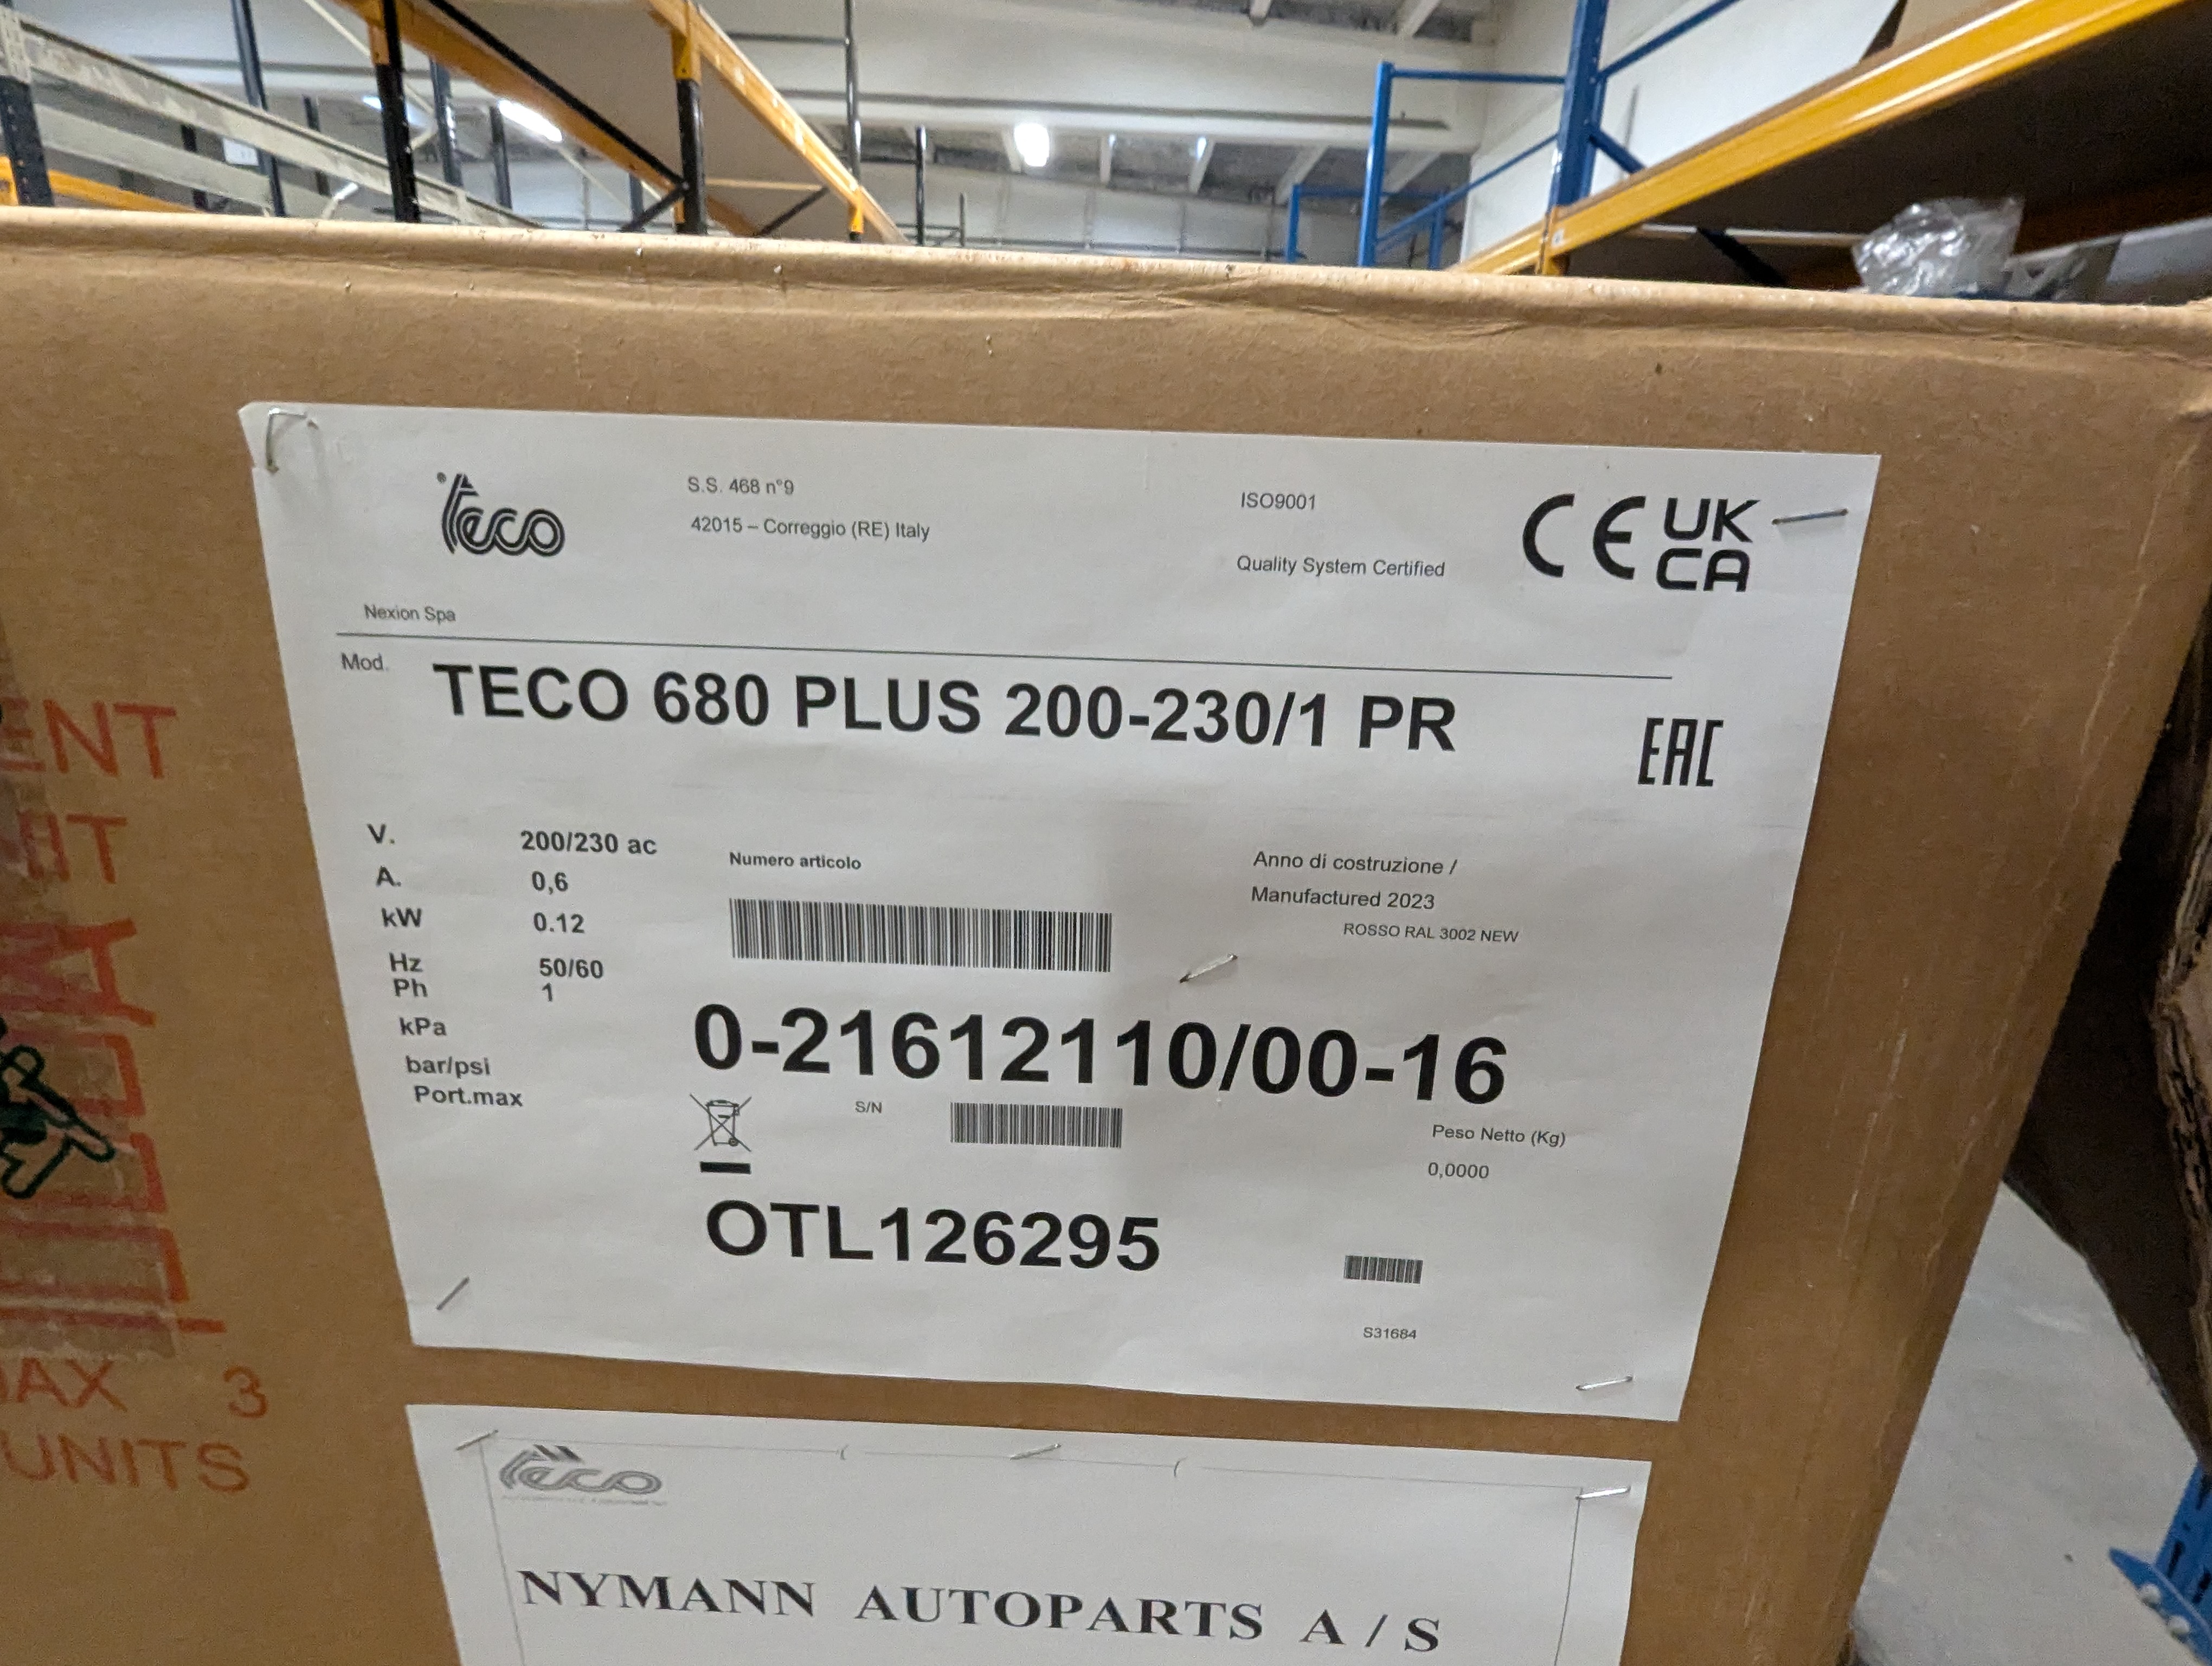 Teco
S.S. 468 n°9
42015 – Correggio (RE) Italy
ISO9001
Quality System Certified
CE
UK
CA
Nexion Spa
Mod.
TECO 680 PLUS 200-230/1 PR
EAC
V. 200/230 ac
A. 0,6
kW 0.12
Hz 50/60
Ph 1
kPa
bar/psi
Port.max
Numero articolo
Anno di costruzione /
Manufactured 2023
ROSSO RAL 3002 NEW
0-21612110/00-16
S/N
Peso Netto (Kg)
0,0000
OTL126295
S31684
Teco
NYMANN AUTOPARTS A/S
ENT
IT
AX 3
UNITS